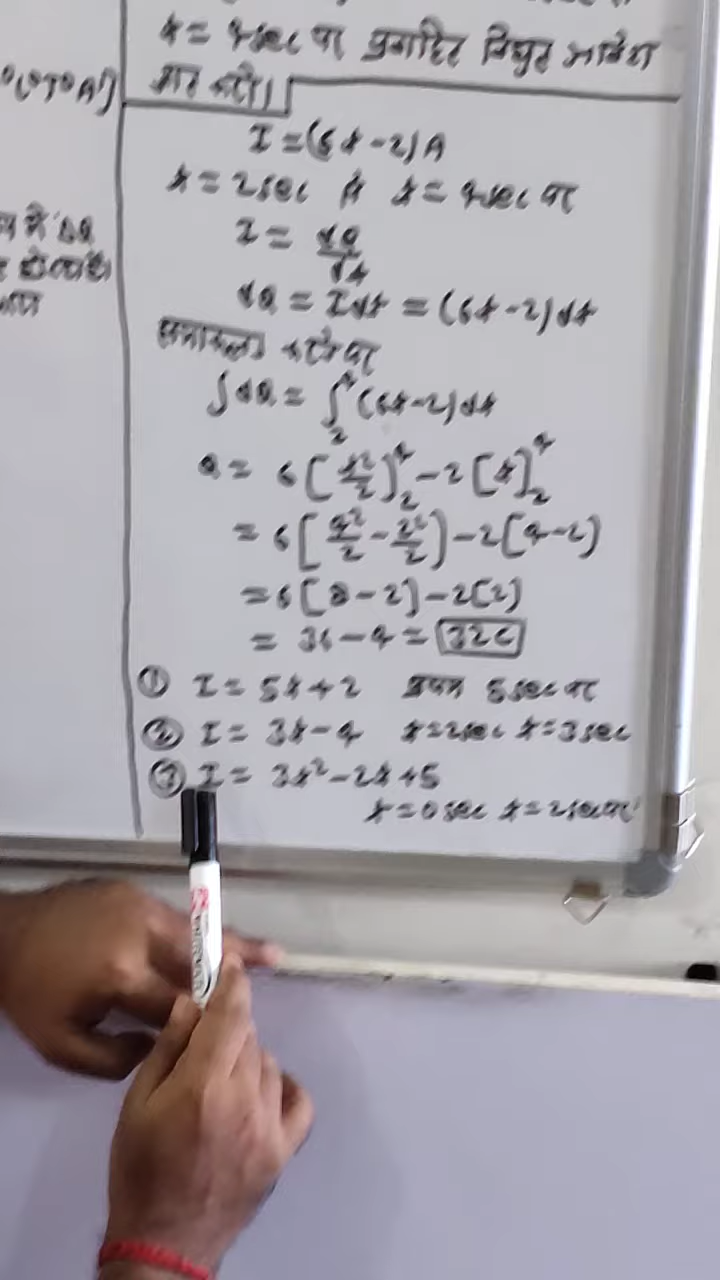 t = 4sec पर प्रवाहित विद्युत आवेश
ज्ञात करो।
I = (6t-2)A
t = 2sec से t = 4sec पर
I = dQ/dt
dQ = Idt = (6t-2)dt
समाकलन करने पर
∫dQ = ∫₂⁴ (6t-2)dt
Q = 6[t²/2]₂⁴ - 2[t]₂⁴
= 6[4²/2 - 2²/2] - 2[4-2]
= 6[8-2] - 2[2]
= 36-4 = 32C
① I = 5t+2 प्रथम 5sec पर
② I = 3t-4 t=2sec t=3sec
③ I = 3t²-2t+5
t=0sec t=2sec पर